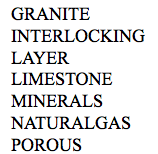 GRANITE
INTERLOCKING
LAYER
LIMESTONE
MINERALS
NATURALGAS
POROUS